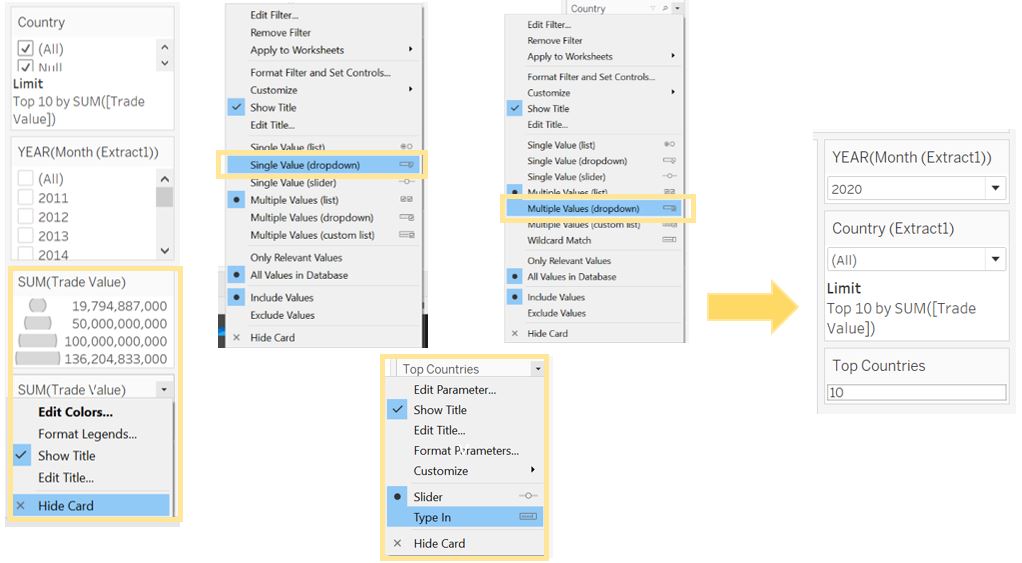 Country
(All)
Null
Limit
Top 10 by SUM([Trade
Value])
YEAR(Month (Extract1))
(All)
2011
2012
2013
2014
SUM(Trade Value)
19,794,887,000
50,000,000,000
100,000,000,000
136,204,833,000
SUM(Trade Value)
Edit Colors...
Format Legends...
Show Title
Edit Title...
Hide Card
Edit Filter...
Remove Filter
Apply to Worksheets
Format Filter and Set Controls...
Customize
Show Title
Edit Title...
Single Value (list)
Single Value (dropdown)
Single Value (slider)
Multiple Values (list)
Multiple Values (dropdown)
Multiple Values (custom list)
Only Relevant Values
All Values in Database
Include Values
Exclude Values
Hide Card
Country
Edit Filter...
Remove Filter
Apply to Worksheets
Format Filter and Set Controls...
Customize
Show Title
Edit Title...
Single Value (list)
Single Value (dropdown)
Single Value (slider)
Multiple Values (list)
Multiple Values (dropdown)
Multiple Values (custom list)
Wildcard Match
Only Relevant Values
All Values in Database
Include Values
Exclude Values
Hide Card
Top Countries
Edit Parameter...
Show Title
Edit Title...
Format Parameters...
Customize
Slider
Type In
Hide Card
YEAR(Month (Extract1))
2020
Country (Extract1)
(All)
Limit
Top 10 by SUM([Trade
Value])
Top Countries
10